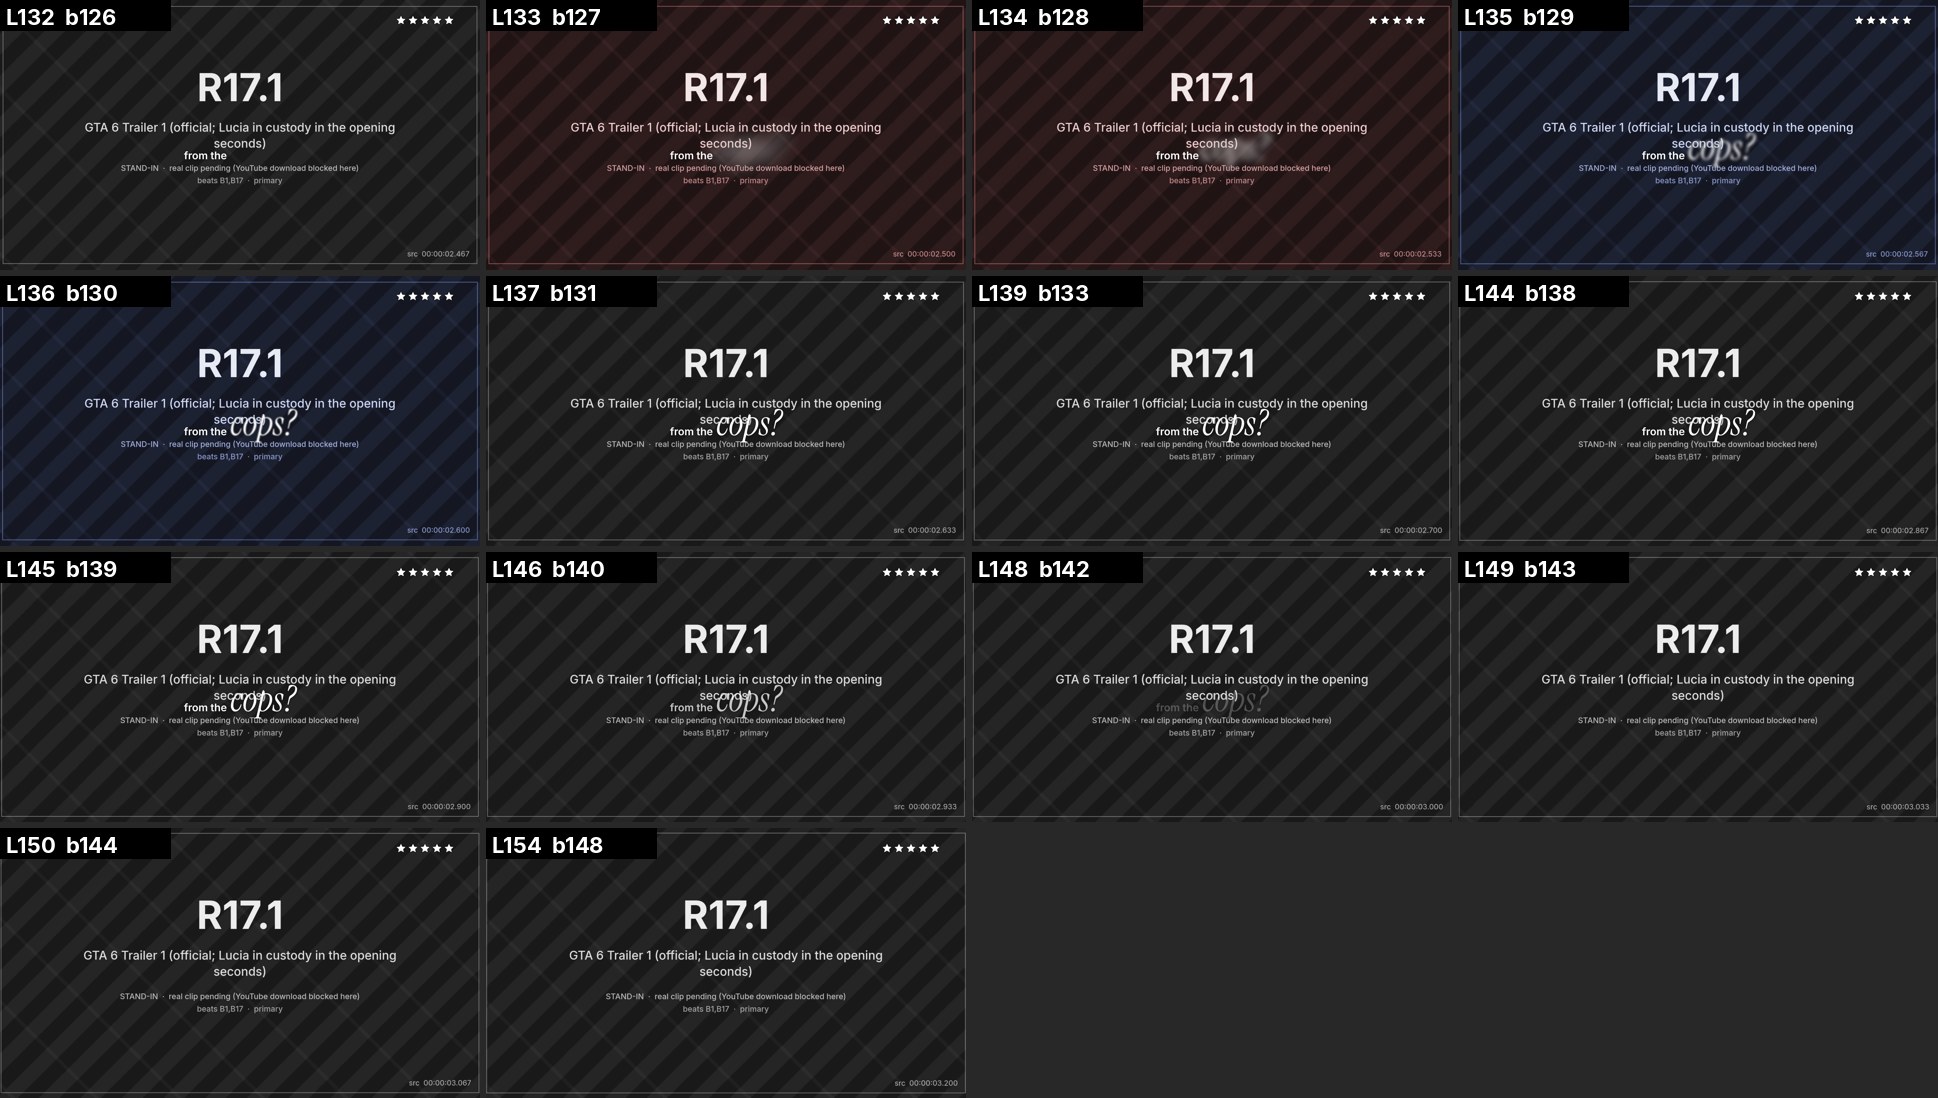 L132 b126
R17.1
GTA 6 Trailer 1 (official; Lucia in custody in the opening
seconds)
from the
STAND-IN · real clip pending (YouTube download blocked here)
beats B1,B17 · primary
src 00:00:02.467
L133 b127
R17.1
GTA 6 Trailer 1 (official; Lucia in custody in the opening
seconds)
from the
STAND-IN · real clip pending (YouTube download blocked here)
beats B1,B17 · primary
src 00:00:02.500
L134 b128
R17.1
GTA 6 Trailer 1 (official; Lucia in custody in the opening
seconds)
from the cops?
STAND-IN · real clip pending (YouTube download blocked here)
beats B1,B17 · primary
src 00:00:02.533
L135 b129
R17.1
GTA 6 Trailer 1 (official; Lucia in custody in the opening
seconds)
from the cops?
STAND-IN · real clip pending (YouTube download blocked here)
beats B1,B17 · primary
src 00:00:02.567
L136 b130
R17.1
GTA 6 Trailer 1 (official; Lucia in custody in the opening
seconds)
from the cops?
STAND-IN · real clip pending (YouTube download blocked here)
beats B1,B17 · primary
src 00:00:02.600
L137 b131
R17.1
GTA 6 Trailer 1 (official; Lucia in custody in the opening
seconds)
from the cops?
STAND-IN · real clip pending (YouTube download blocked here)
beats B1,B17 · primary
src 00:00:02.633
L139 b133
R17.1
GTA 6 Trailer 1 (official; Lucia in custody in the opening
seconds)
from the cops?
STAND-IN · real clip pending (YouTube download blocked here)
beats B1,B17 · primary
src 00:00:02.700
L144 b138
R17.1
GTA 6 Trailer 1 (official; Lucia in custody in the opening
seconds)
from the cops?
STAND-IN · real clip pending (YouTube download blocked here)
beats B1,B17 · primary
src 00:00:02.867
L145 b139
R17.1
GTA 6 Trailer 1 (official; Lucia in custody in the opening
seconds)
from the cops?
STAND-IN · real clip pending (YouTube download blocked here)
beats B1,B17 · primary
src 00:00:02.900
L146 b140
R17.1
GTA 6 Trailer 1 (official; Lucia in custody in the opening
seconds)
from the cops?
STAND-IN · real clip pending (YouTube download blocked here)
beats B1,B17 · primary
src 00:00:02.933
L148 b142
R17.1
GTA 6 Trailer 1 (official; Lucia in custody in the opening
seconds)
from the cops?
STAND-IN · real clip pending (YouTube download blocked here)
beats B1,B17 · primary
src 00:00:03.000
L149 b143
R17.1
GTA 6 Trailer 1 (official; Lucia in custody in the opening
seconds)
STAND-IN · real clip pending (YouTube download blocked here)
beats B1,B17 · primary
src 00:00:03.033
L150 b144
R17.1
GTA 6 Trailer 1 (official; Lucia in custody in the opening
seconds)
STAND-IN · real clip pending (YouTube download blocked here)
beats B1,B17 · primary
src 00:00:03.067
L154 b148
R17.1
GTA 6 Trailer 1 (official; Lucia in custody in the opening
seconds)
STAND-IN · real clip pending (YouTube download blocked here)
beats B1,B17 · primary
src 00:00:03.200